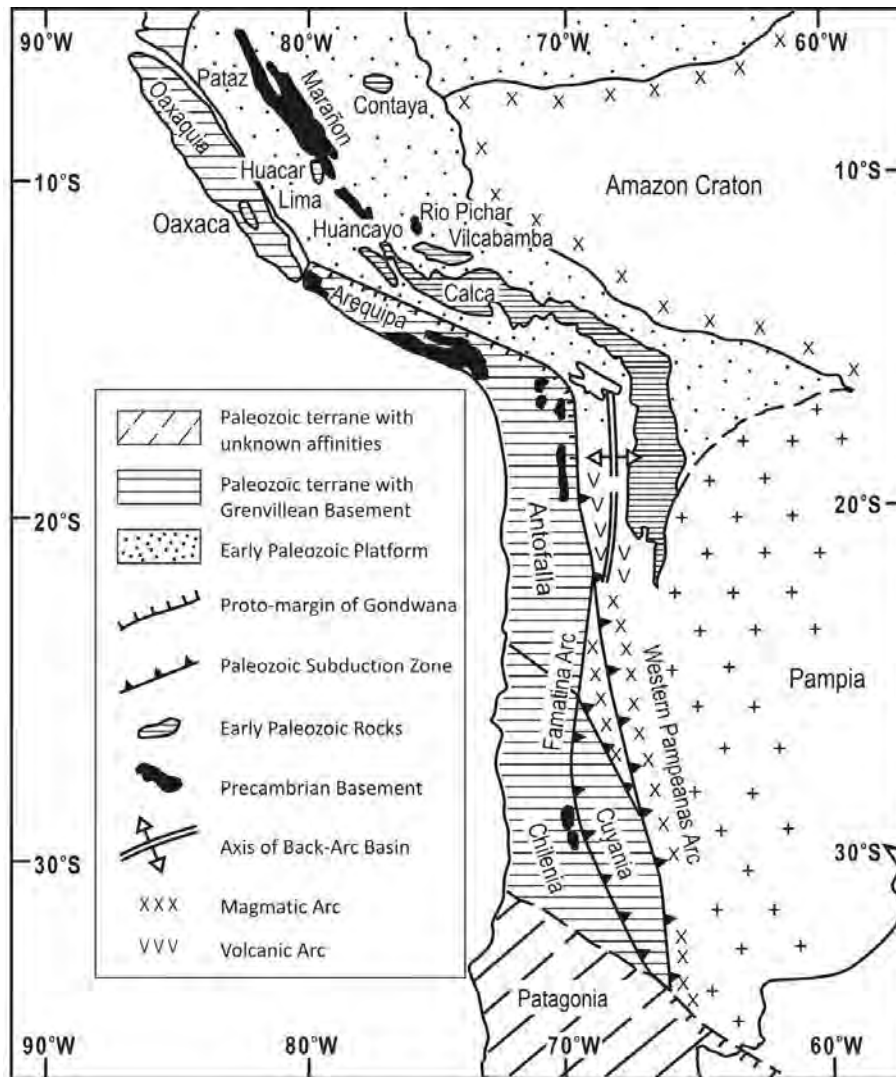 90°W 80°W 70°W 60°W
Pataz
Marañon
Contaya
Oaxaquia
10°S
Huacar
Lima
Amazon Craton
10°S
Oaxaca
Rio Pichar
Huancayo
Vilcabamba
Calca
Arequipa
Paleozoic terrane with
unknown affinities
Paleozoic terrane with
Grenvillean Basement
Early Paleozoic Platform
Proto-margin of Gondwana
Paleozoic Subduction Zone
Early Paleozoic Rocks
Precambrian Basement
Axis of Back-Arc Basin
XXX Magmatic Arc
VVV Volcanic Arc
20°S
20°S
Antofalla
Famatina Arc
Western Pampeanas Arc
Pampia
30°S
30°S
Chilenia
Cuyania
Patagonia
90°W 80°W 70°W 60°W